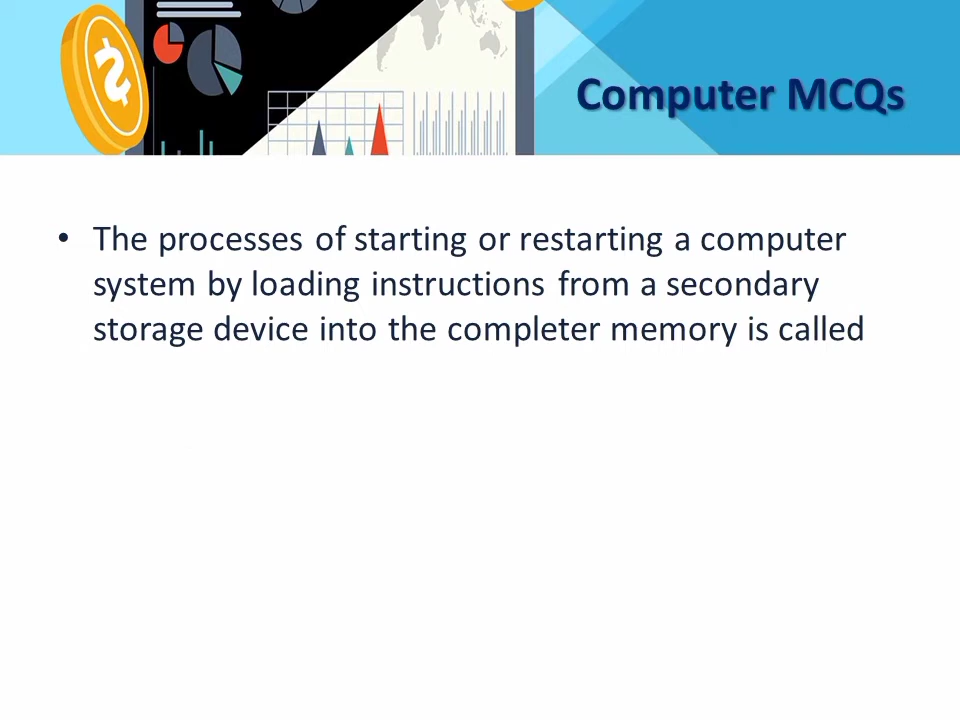 Computer MCQs
• The processes of starting or restarting a computer
system by loading instructions from a secondary
storage device into the completer memory is called